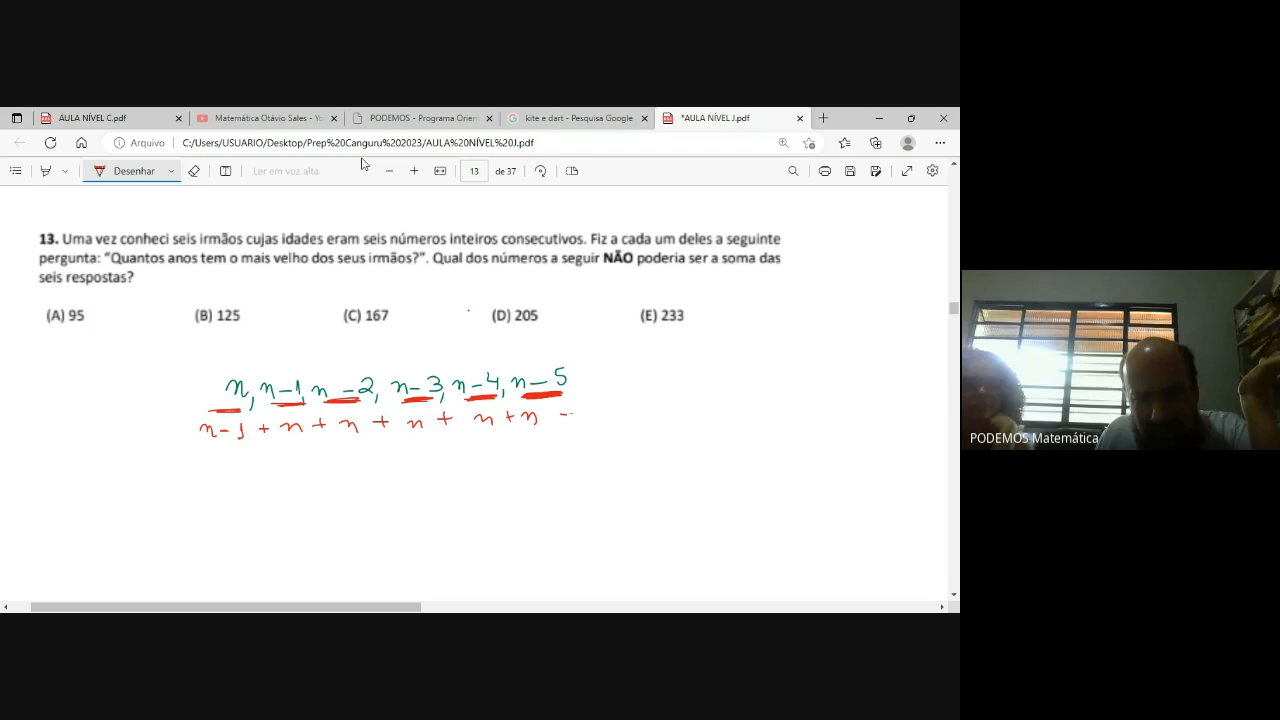 AULA NÍVEL C.pdf
Matemática Otávio Sales - Yo
PODEMOS - Programa Orien
kite e dart - Pesquisa Google
*AULA NÍVEL J.pdf
Arquivo C:/Users/USUARIO/Desktop/Prep%20Canguru%202023/AULA%20NÍVEL%20J.pdf
Desenhar
Ler em voz alta
13 de 37
13. Uma vez conheci seis irmãos cujas idades eram seis números inteiros consecutivos. Fiz a cada um deles a seguinte
pergunta: “Quantos anos tem o mais velho dos seus irmãos?”. Qual dos números a seguir NÃO poderia ser a soma das
seis respostas?
(A) 95 (B) 125 (C) 167 (D) 205 (E) 233
n, n-1, n-2, n-3, n-4, n-5
n-1 + n + n + n + n + n =
PODEMOS Matemática